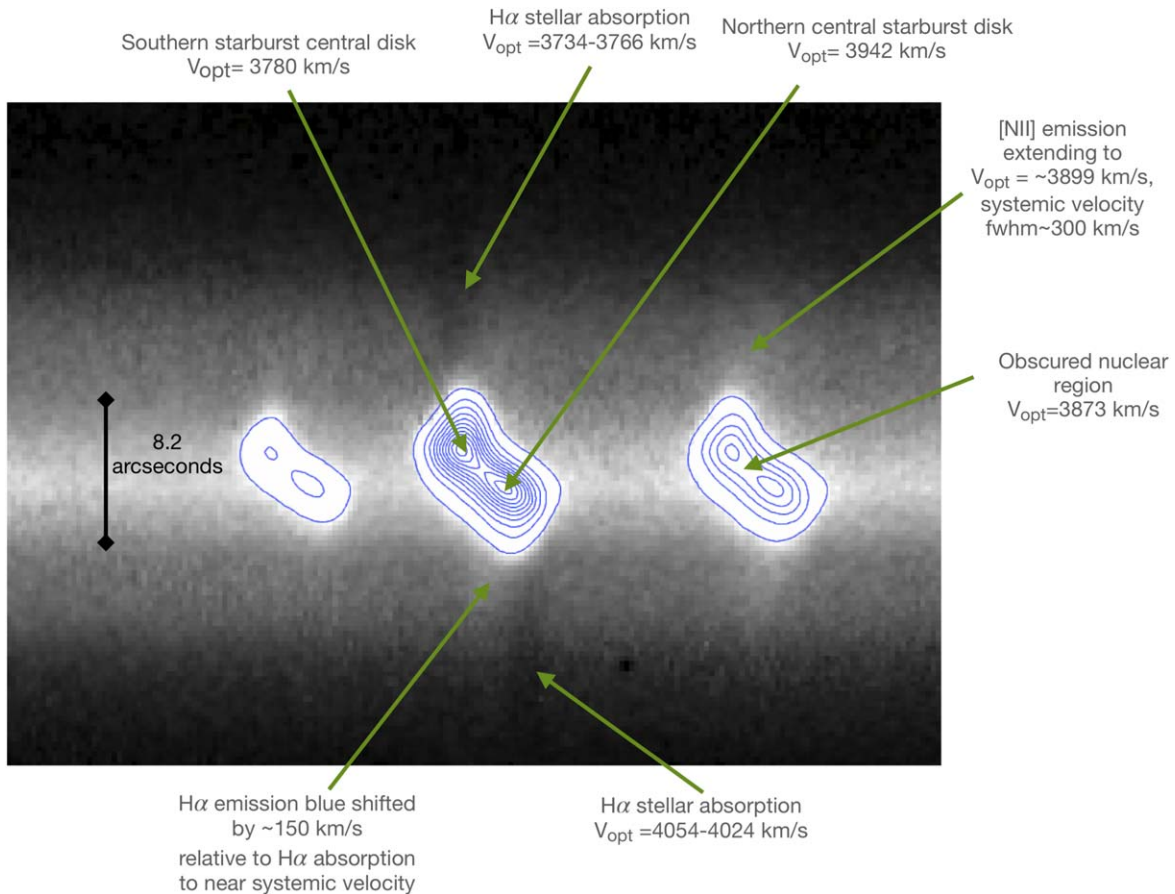 Southern starburst central disk
Vopt= 3780 km/s
Hα stellar absorption
Vopt =3734-3766 km/s
Northern central starburst disk
Vopt= 3942 km/s
[NII] emission
extending to
Vopt = ~3899 km/s,
systemic velocity
fwhm~300 km/s
Obscured nuclear
region
Vopt=3873 km/s
8.2
arcseconds
Hα emission blue shifted
by ~150 km/s
relative to Hα absorption
to near systemic velocity
Hα stellar absorption
Vopt =4054-4024 km/s